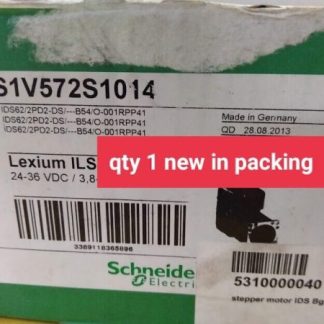 S1V572S1014
IDS62/2PD2-DS/---B54/O-001RPP41
IDS62/2PD2-DS/---B54/O-001RPP41
IDS62/2PD2-DS/---B54/O-001RPP41
Made in Germany
QD 28.08.2013
Lexium ILS
qty 1 new in packing
24-36 VDC / 3,8
3389118365896
Schneider
Electric
5310000040
stepper motor IDS Bg